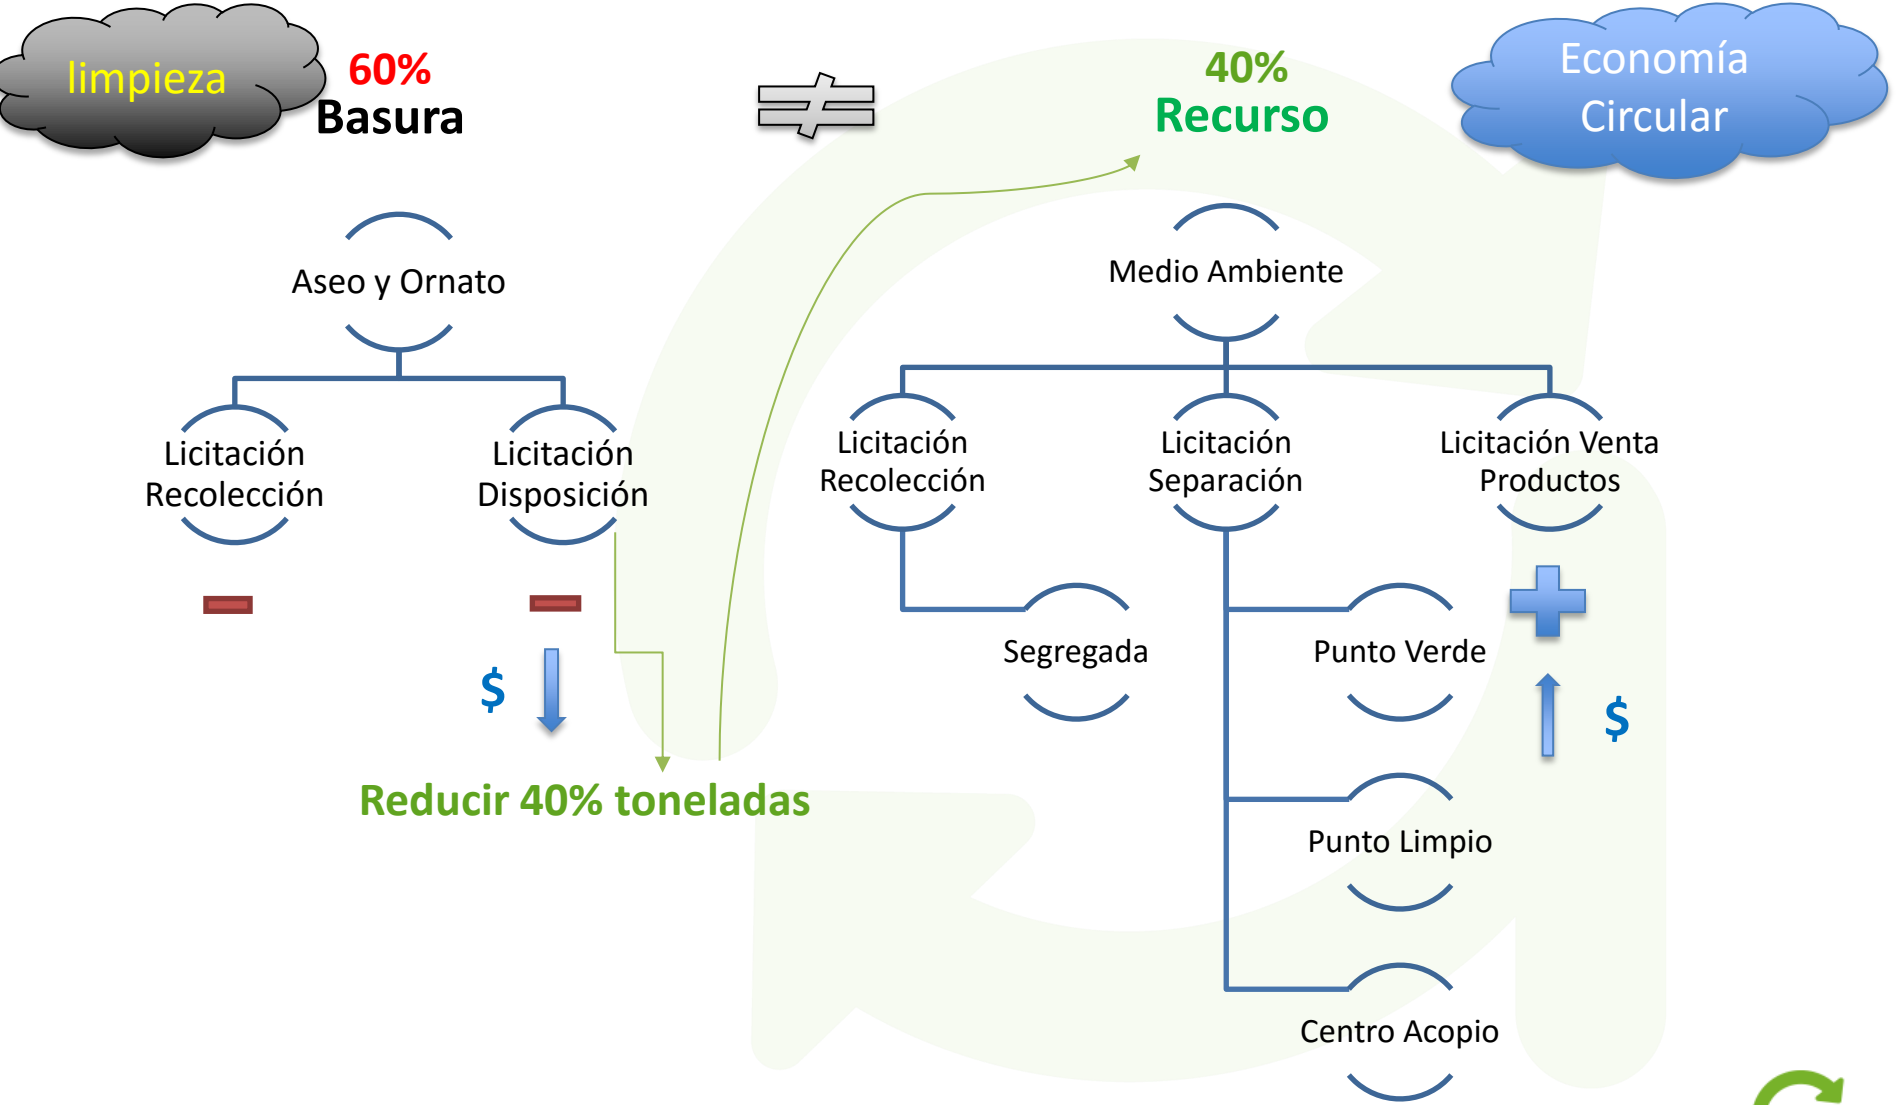 limpieza
60%
Basura
≠
40%
Recurso
Economía
Circular
Aseo y Ornato
Licitación
Recolección
Licitación
Disposición
$
Reducir 40% toneladas
Medio Ambiente
Licitación
Recolección
Segregada
Licitación
Separación
Punto Verde
Punto Limpio
Centro Acopio
Licitación Venta
Productos
$